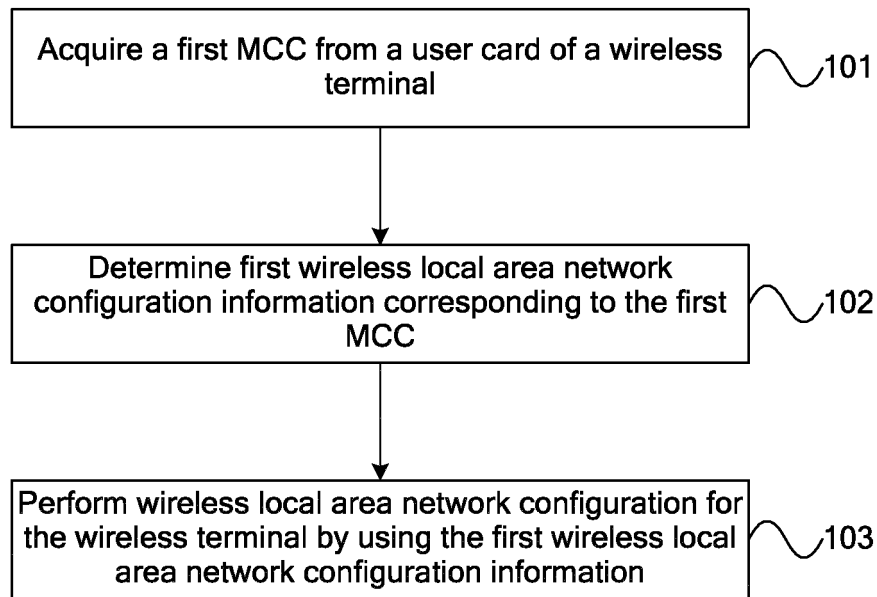 Acquire a first MCC from a user card of a wireless
terminal
101
Determine first wireless local area network
configuration information corresponding to the first
MCC
102
Perform wireless local area network configuration for
the wireless terminal by using the first wireless local
area network configuration information
103